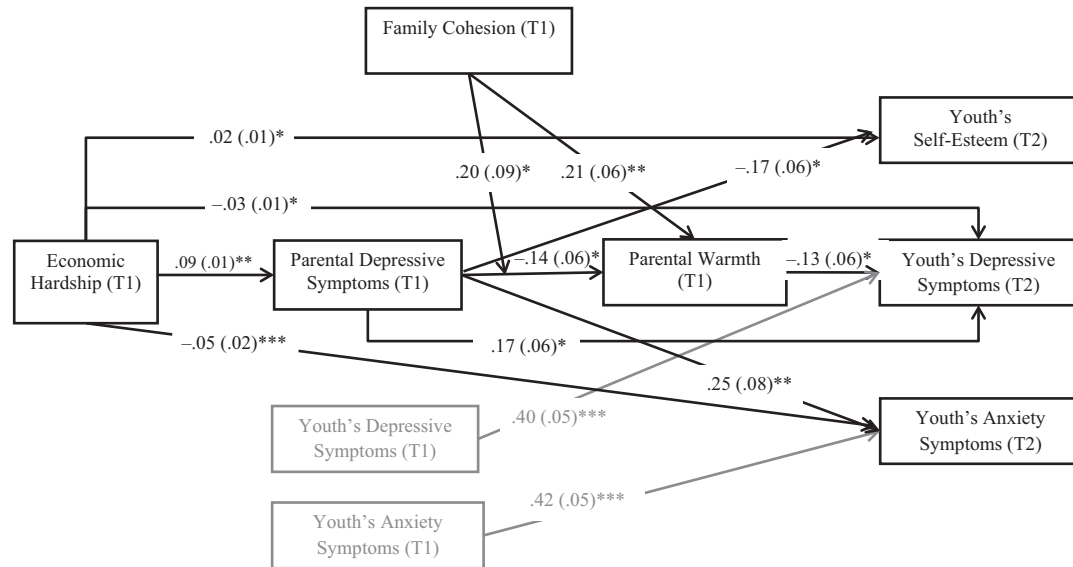 Family Cohesion (T1)
Youth's
Self-Esteem (T2)
.02 (.01)*
.20 (.09)*
.21 (.06)**
–.17 (.06)*
–.03 (.01)*
Economic
Hardship (T1)
.09 (.01)**
Parental Depressive
Symptoms (T1)
–.14 (.06)*
Parental Warmth
(T1)
–.13 (.06)*
Youth's Depressive
Symptoms (T2)
–.05 (.02)***
.17 (.06)*
.25 (.08)**
Youth's Depressive
Symptoms (T1)
.40 (.05)***
Youth's Anxiety
Symptoms (T2)
.42 (.05)***
Youth's Anxiety
Symptoms (T1)